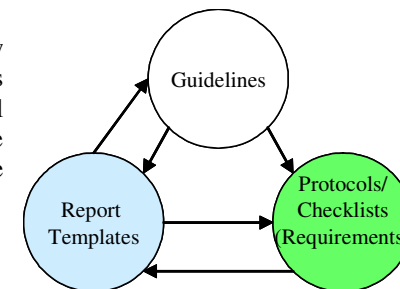 Guidelines
Report
Templates
Protocols/
Checklists
(Requirements